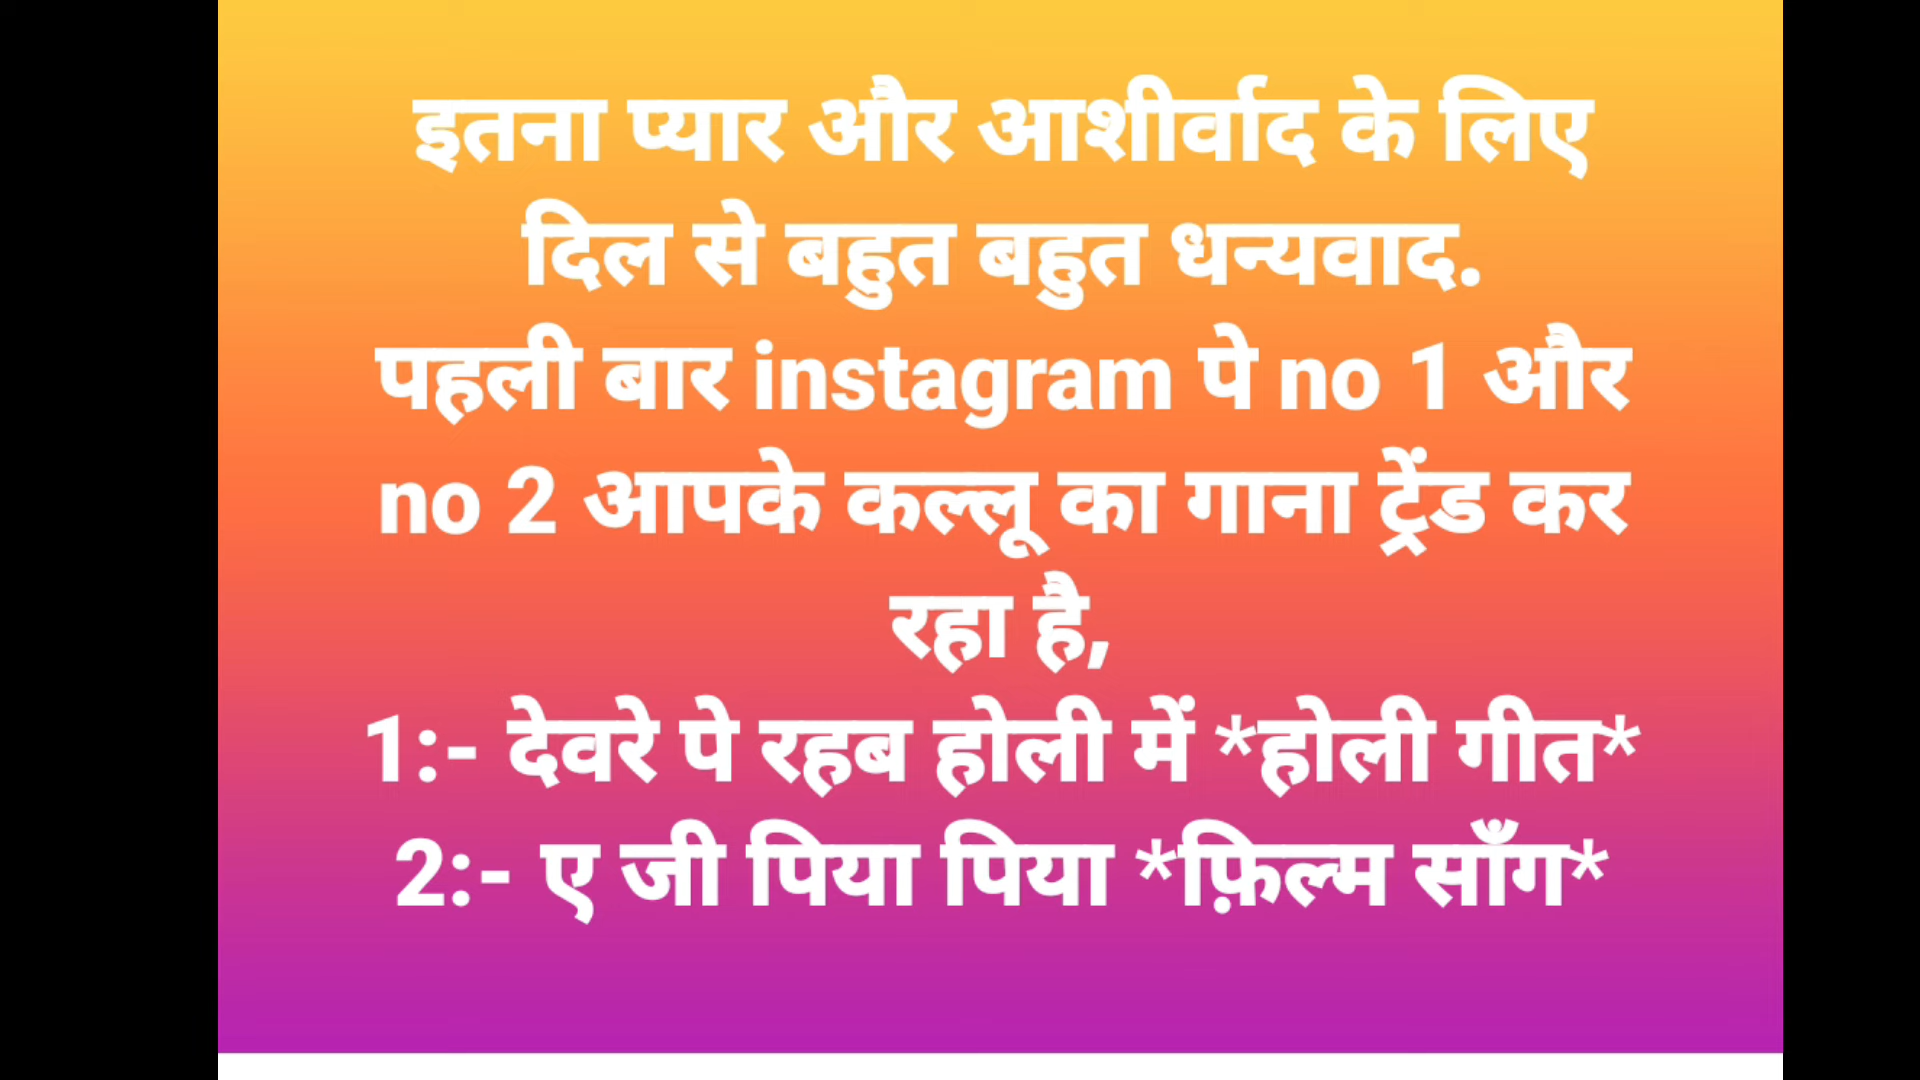 इतना प्यार और आशीर्वाद के लिए
दिल से बहुत बहुत धन्यवाद.
पहली बार instagram पे no 1 और
no 2 आपके कल्लू का गाना ट्रेंड कर
रहा है,
1:- देवरे पे रहब होली में *होली गीत*
2:- ए जी पिया पिया *फ़िल्म सॉंग*